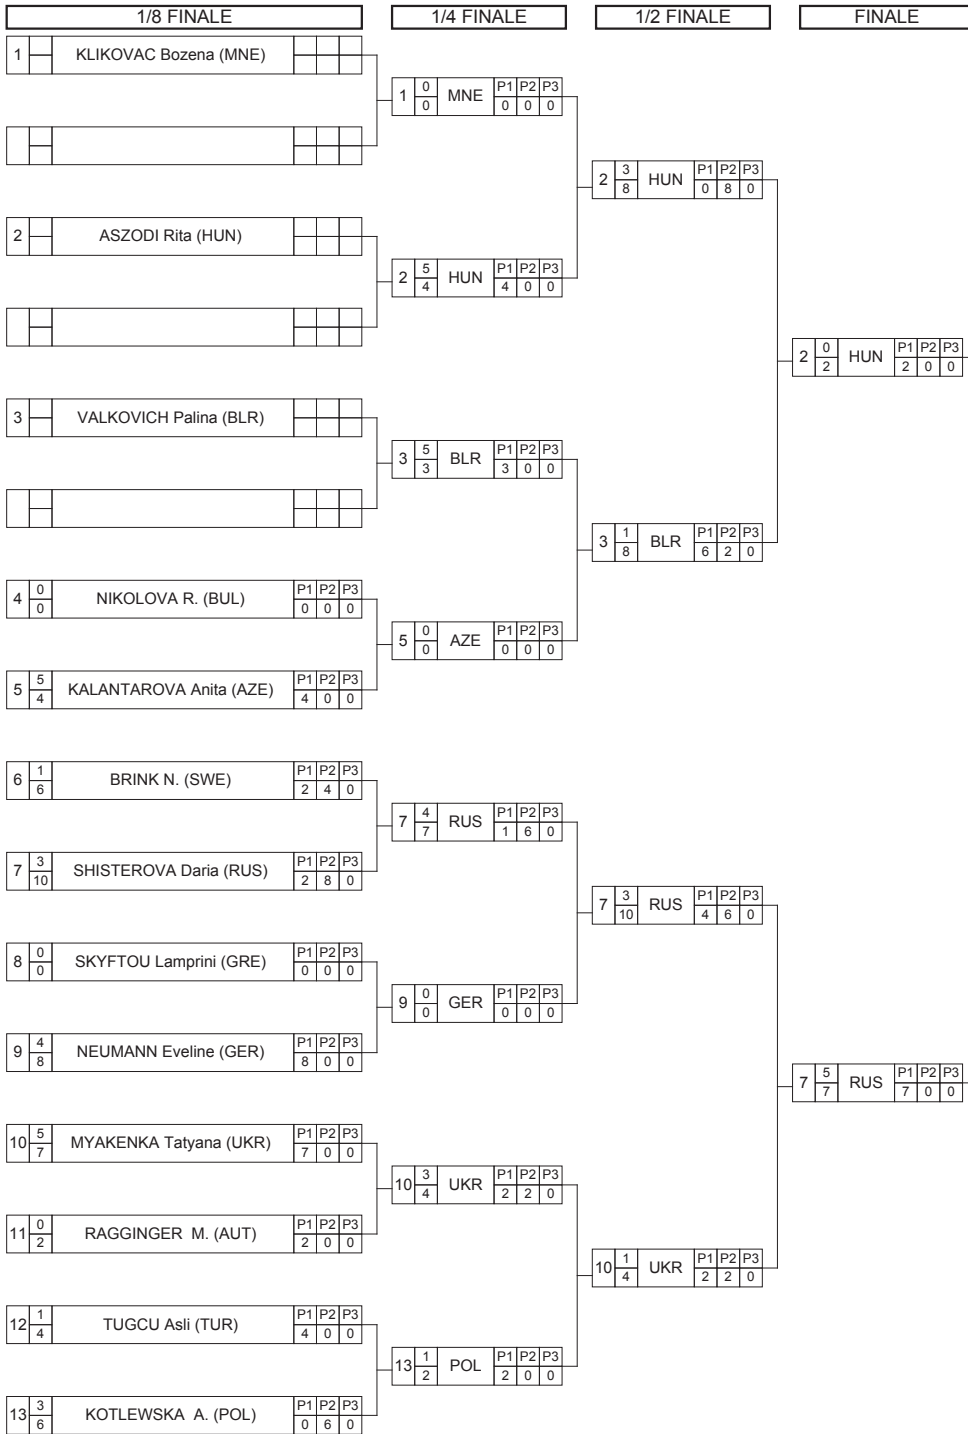 1/8 FINALE 1/4 FINALE 1/2 FINALE FINALE
1 KLIKOVAC Bozena (MNE)
1 0 0 MNE P1 P2 P3 0 0 0
2 3 8 HUN P1 P2 P3 0 8 0
2 ASZODI Rita (HUN)
2 5 4 HUN P1 P2 P3 4 0 0
2 0 2 HUN P1 P2 P3 2 0 0
3 VALKOVICH Palina (BLR)
3 5 3 BLR P1 P2 P3 3 0 0
3 1 8 BLR P1 P2 P3 6 2 0
4 0 0 NIKOLOVA R. (BUL) P1 P2 P3 0 0 0
5 0 0 AZE P1 P2 P3 0 0 0
5 5 4 KALANTAROVA Anita (AZE) P1 P2 P3 4 0 0
6 1 6 BRINK N. (SWE) P1 P2 P3 2 4 0
7 4 7 RUS P1 P2 P3 1 6 0
7 3 10 SHISTEROVA Daria (RUS) P1 P2 P3 2 8 0
7 3 10 RUS P1 P2 P3 4 6 0
8 0 0 SKYFTOU Lamprini (GRE) P1 P2 P3 0 0 0
9 0 0 GER P1 P2 P3 0 0 0
9 4 8 NEUMANN Eveline (GER) P1 P2 P3 8 0 0
7 5 7 RUS P1 P2 P3 7 0 0
10 5 7 MYAKENKA Tatyana (UKR) P1 P2 P3 7 0 0
10 3 4 UKR P1 P2 P3 2 2 0
11 0 2 RAGGINGER M. (AUT) P1 P2 P3 2 0 0
10 1 4 UKR P1 P2 P3 2 2 0
12 1 4 TUGCU Asli (TUR) P1 P2 P3 4 0 0
13 1 2 POL P1 P2 P3 2 0 0
13 3 6 KOTLEWSKA A. (POL) P1 P2 P3 0 6 0